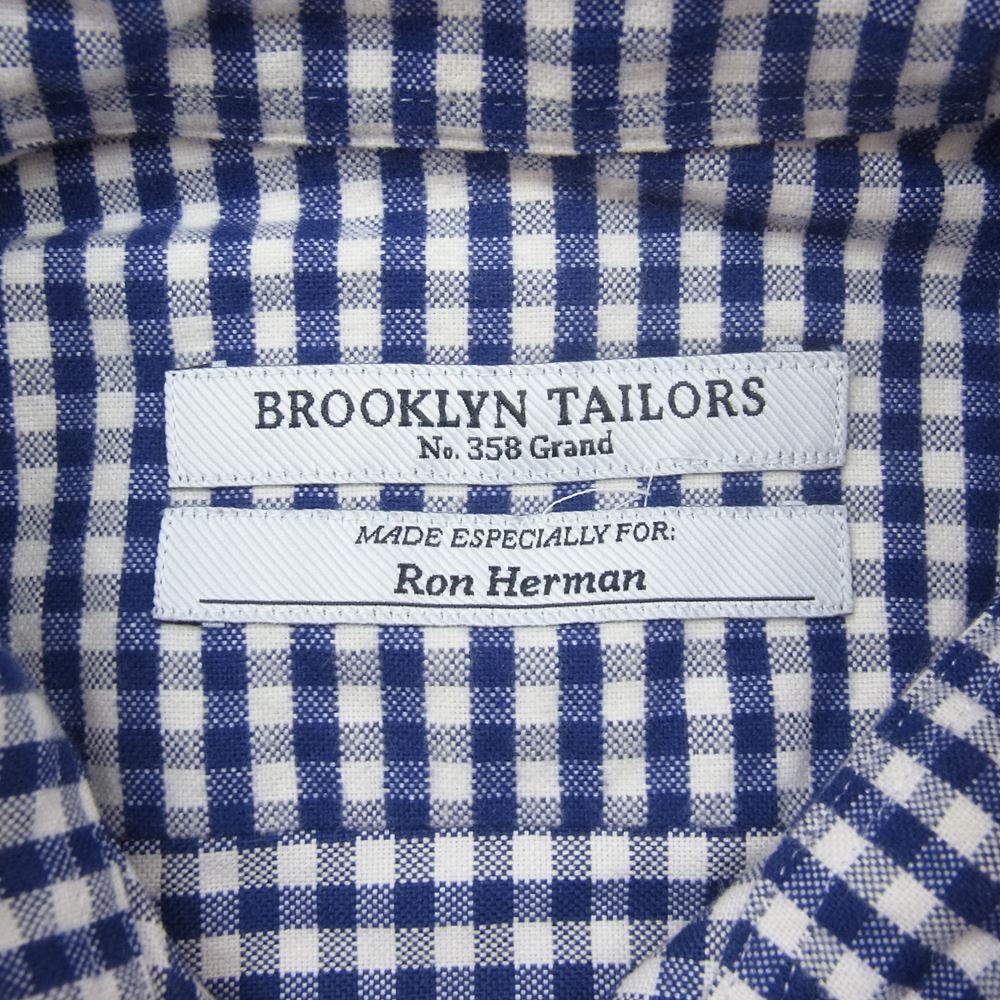 BROOKLYN TAILORS
No. 358 Grand
MADE ESPECIALLY FOR:
Ron Herman